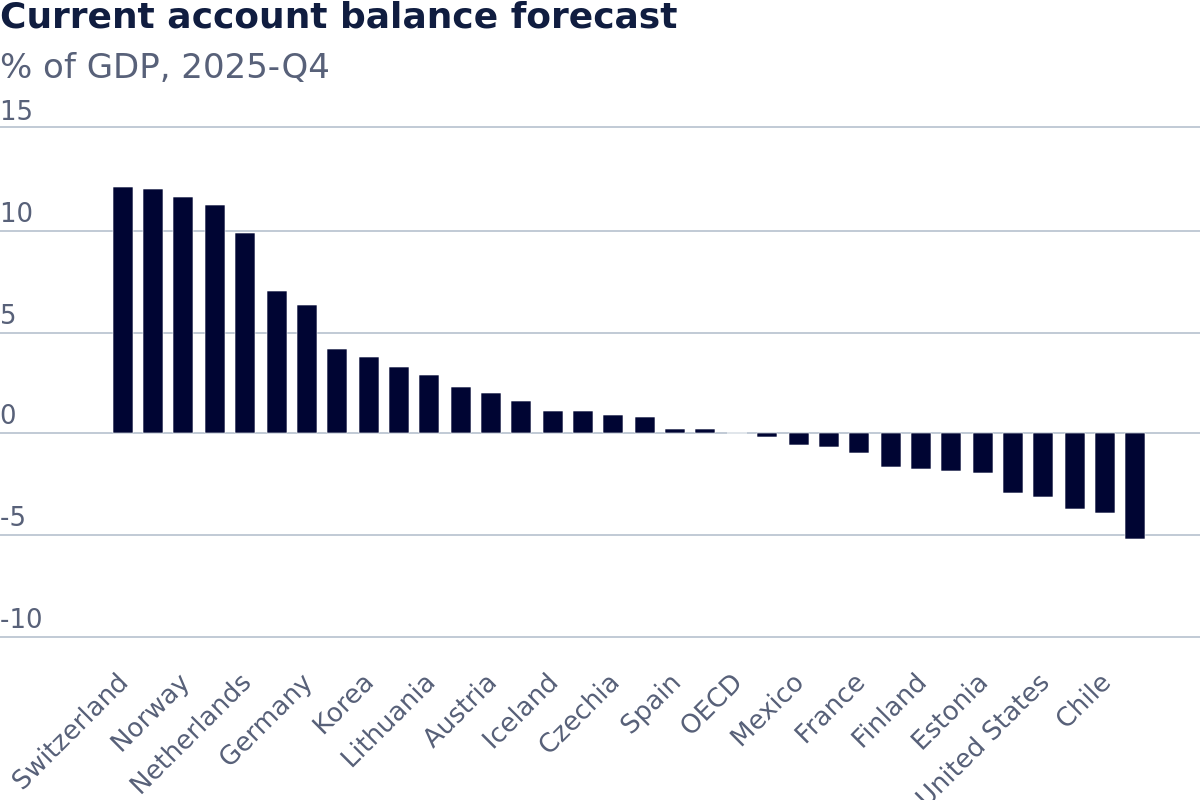 Current account balance forecast
% of GDP, 2025-Q4
15
10
5
0
-5
-10
Switzerland
Norway
Netherlands
Germany
Korea
Lithuania
Austria
Iceland
Czechia
Spain
OECD
Mexico
France
Finland
Estonia
United States
Chile